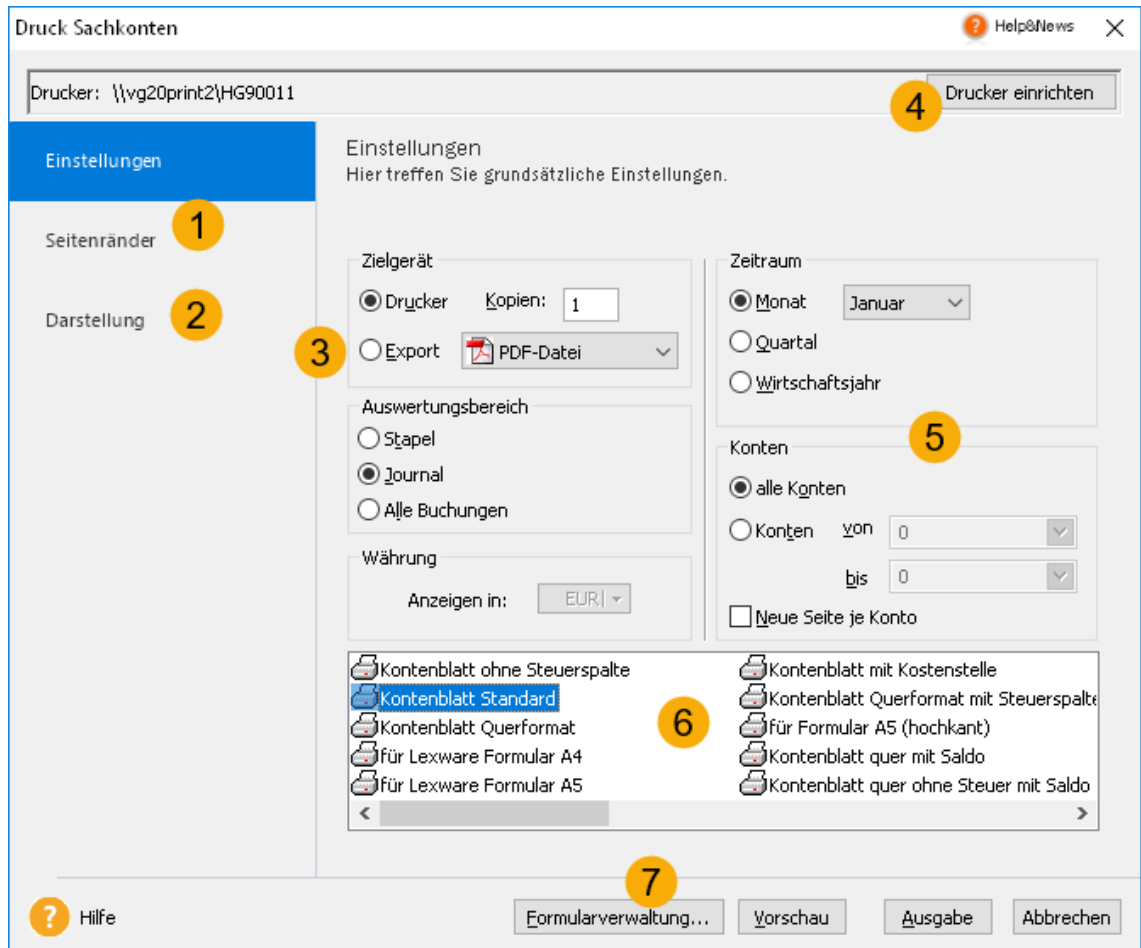 Druck Sachkonten
? Help&News
Drucker: \\vg20print2\HG90011
Drucker einrichten
4
Einstellungen
1
Seitenränder
2
Darstellung
Einstellungen
Hier treffen Sie grundsätzliche Einstellungen.
Zielgerät
Drucker Kopien: 1
3
Export PDF-Datei
Auswertungsbereich
Stapel
Journal
Alle Buchungen
Währung
Anzeigen in: EUR
Zeitraum
Monat Januar
Quartal
Wirtschaftsjahr
5
Konten
alle Konten
Konten von 0
bis 0
Neue Seite je Konto
Kontenblatt ohne Steuerspalte
Kontenblatt Standard
Kontenblatt Querformat
für Lexware Formular A4
für Lexware Formular A5
6
Kontenblatt mit Kostenstelle
Kontenblatt Querformat mit Steuerspalte
für Formular A5 (hochkant)
Kontenblatt quer mit Saldo
Kontenblatt quer ohne Steuer mit Saldo
7
? Hilfe
Formularverwaltung...
Vorschau
Ausgabe
Abbrechen